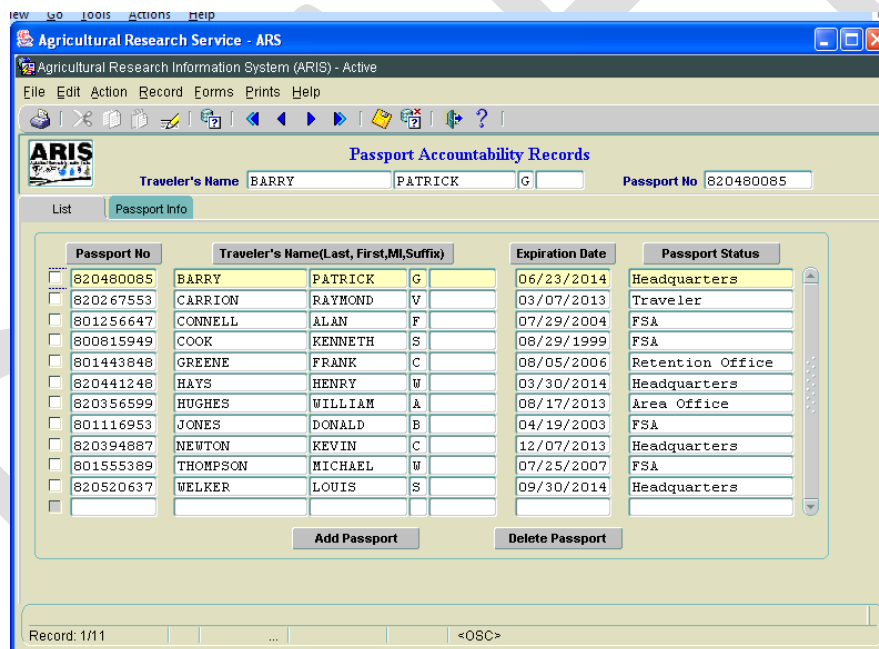 iew Go Tools Actions Help
Agricultural Research Service - ARS
Agricultural Research Information System (ARIS) - Active
File Edit Action Record Forms Prints Help
ARIS
Passport Accountability Records
Traveler's Name BARRY PATRICK G Passport No 820480085
List Passport Info
Passport No Traveler's Name(Last, First,MI,Suffix) Expiration Date Passport Status
820480085 BARRY PATRICK G 06/23/2014 Headquarters
820267553 CARRION RAYMOND V 03/07/2013 Traveler
801256647 CONNELL ALAN F 07/29/2004 FSA
800815949 COOK KENNETH S 08/29/1999 FSA
801443848 GREENE FRANK C 08/05/2006 Retention Office
820441248 HAYS HENRY W 03/30/2014 Headquarters
820356599 HUGHES WILLIAM A 08/17/2013 Area Office
801116953 JONES DONALD B 04/19/2003 FSA
820394887 NEWTON KEVIN C 12/07/2013 Headquarters
801555389 THOMPSON MICHAEL W 07/25/2007 FSA
820520637 WELKER LOUIS S 09/30/2014 Headquarters
Add Passport Delete Passport
Record: 1/11 ... <OSC>